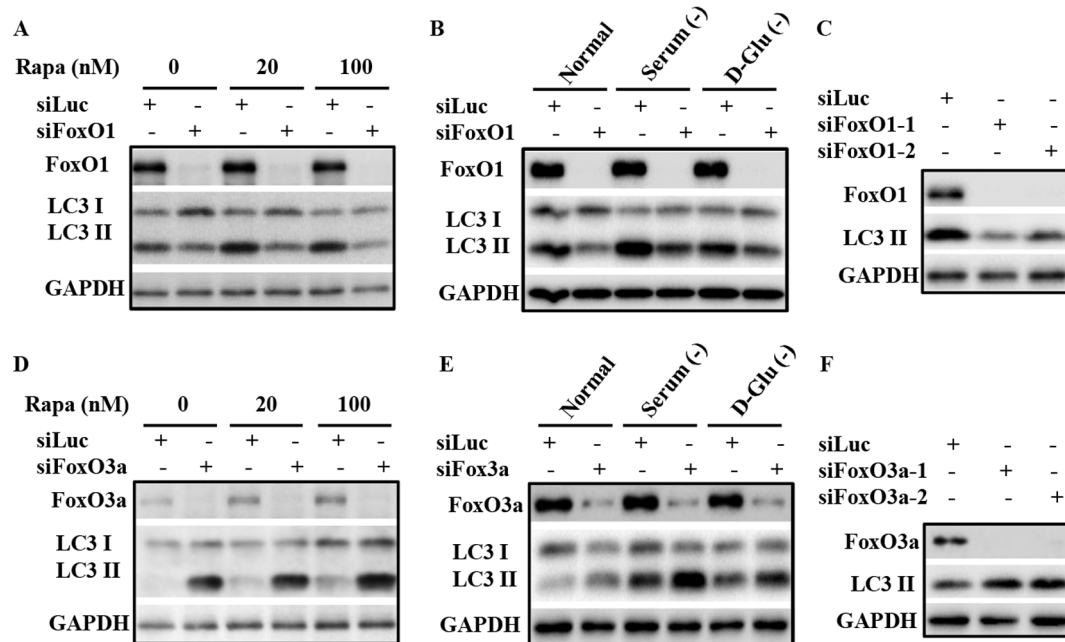 A
Rapa (nM) 0 20 100
siLuc + - + - + -
siFoxO1 - + - + - +
FoxO1
LC3 I
LC3 II
GAPDH
B
Normal Serum (-) D-Glu (-)
siLuc + - + - + -
siFoxO1 - + - + - +
FoxO1
LC3 I
LC3 II
GAPDH
C
siLuc + - -
siFoxO1-1 - + -
siFoxO1-2 - - +
FoxO1
LC3 II
GAPDH
D
Rapa (nM) 0 20 100
siLuc + - + - + -
siFoxO3a - + - + - +
FoxO3a
LC3 I
LC3 II
GAPDH
E
Normal Serum (-) D-Glu (-)
siLuc + - + - + -
siFox3a - + - + - +
FoxO3a
LC3 I
LC3 II
GAPDH
F
siLuc + - -
siFoxO3a-1 - + -
siFoxO3a-2 - - +
FoxO3a
LC3 II
GAPDH